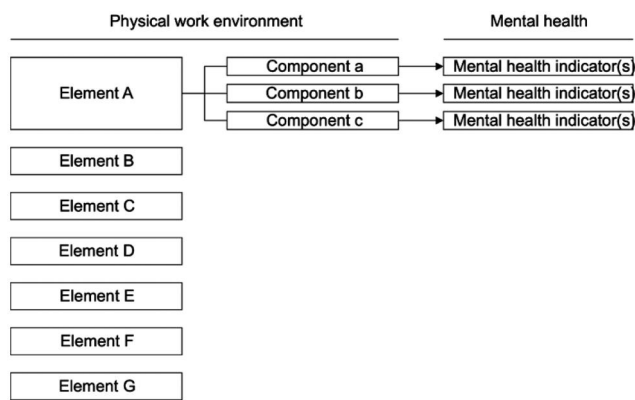 Physical work environment
Mental health
Component a
Mental health indicator(s)
Element A
Component b
Mental health indicator(s)
Component c
Mental health indicator(s)
Element B
Element C
Element D
Element E
Element F
Element G